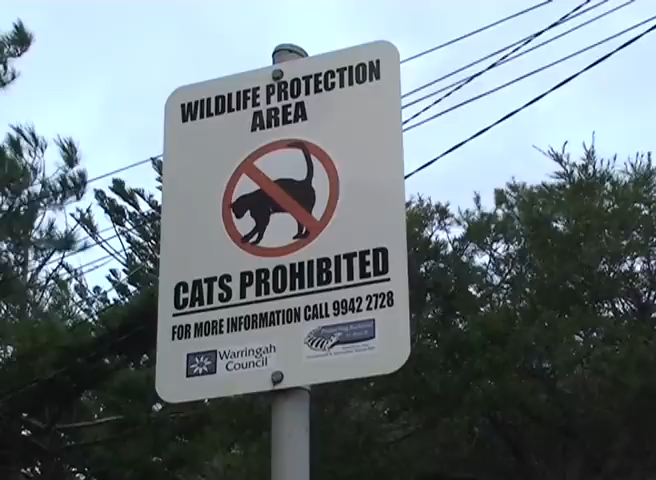 WILDLIFE PROTECTION
AREA
CATS PROHIBITED
FOR MORE INFORMATION CALL 9942 2728
Warringah
Council